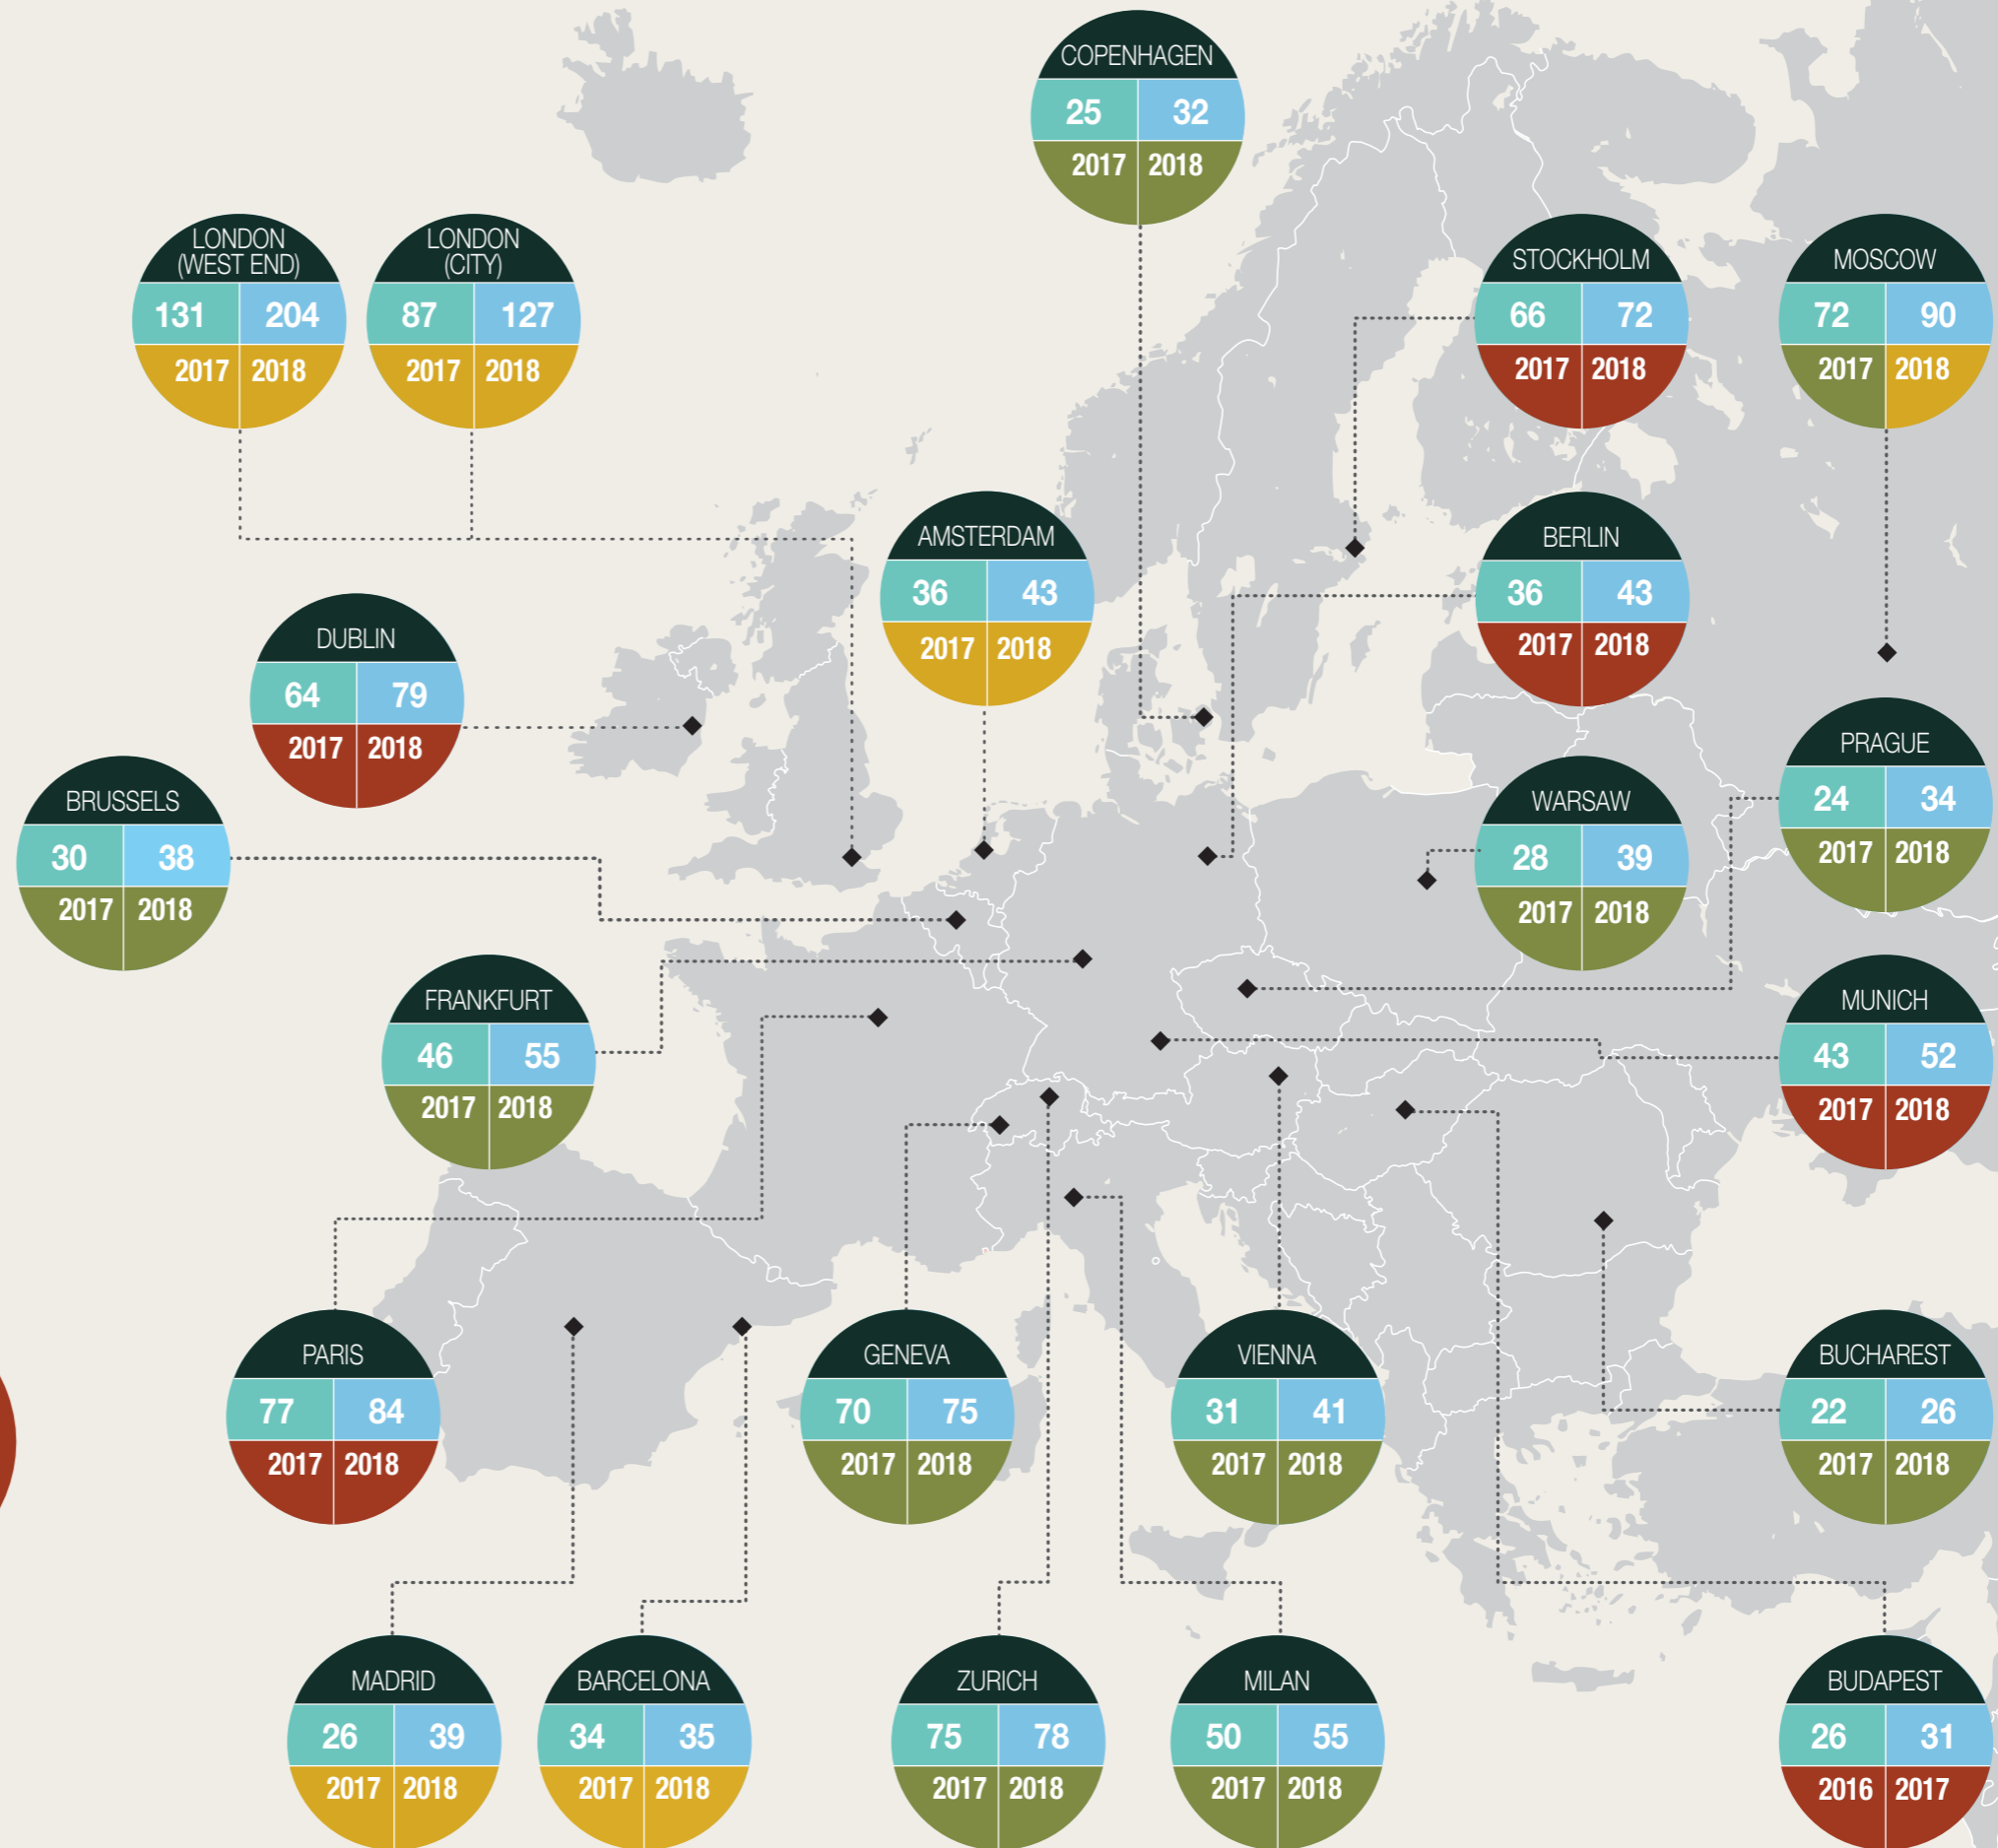 COPENHAGEN
25 32
2017 2018
LONDON
(WEST END)
131 204
2017 2018
LONDON
(CITY)
87 127
2017 2018
STOCKHOLM
66 72
2017 2018
MOSCOW
72 90
2017 2018
AMSTERDAM
36 43
2017 2018
BERLIN
36 43
2017 2018
DUBLIN
64 79
2017 2018
PRAGUE
24 34
2017 2018
BRUSSELS
30 38
2017 2018
WARSAW
28 39
2017 2018
FRANKFURT
46 55
2017 2018
MUNICH
43 52
2017 2018
PARIS
77 84
2017 2018
GENEVA
70 75
2017 2018
VIENNA
31 41
2017 2018
BUCHAREST
22 26
2017 2018
MADRID
26 39
2017 2018
BARCELONA
34 35
2017 2018
ZURICH
75 78
2017 2018
MILAN
50 55
2017 2018
BUDAPEST
26 31
2016 2017